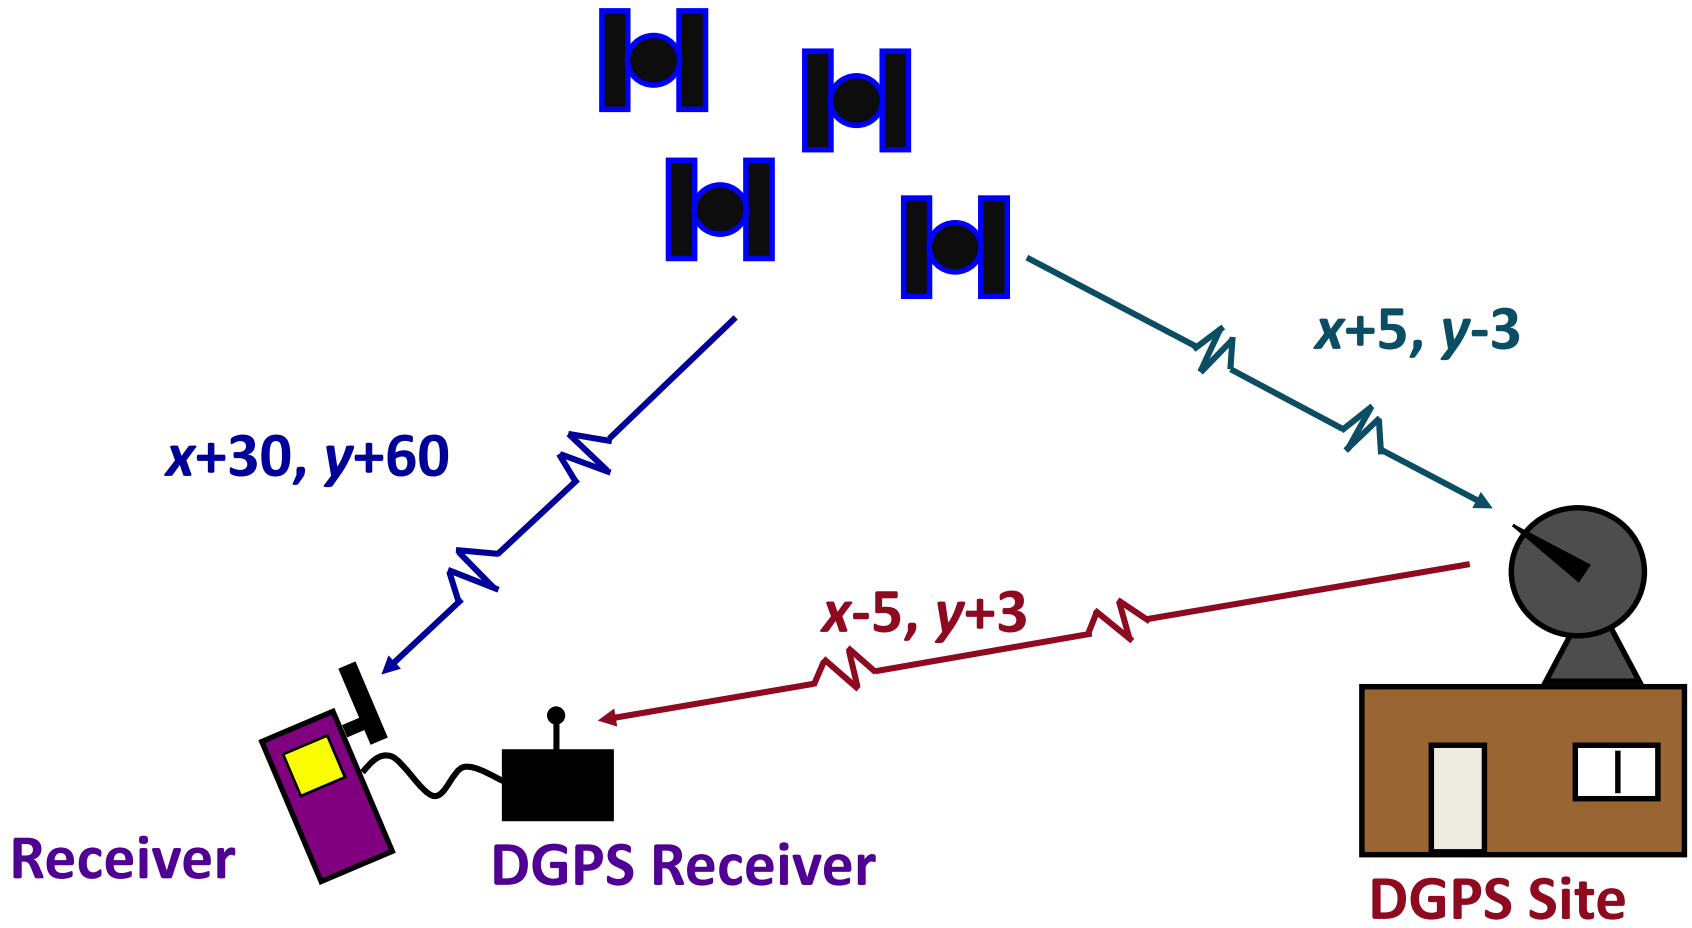 x+5, y-3
x+30, y+60
x-5, y+3
Receiver
DGPS Receiver
DGPS Site